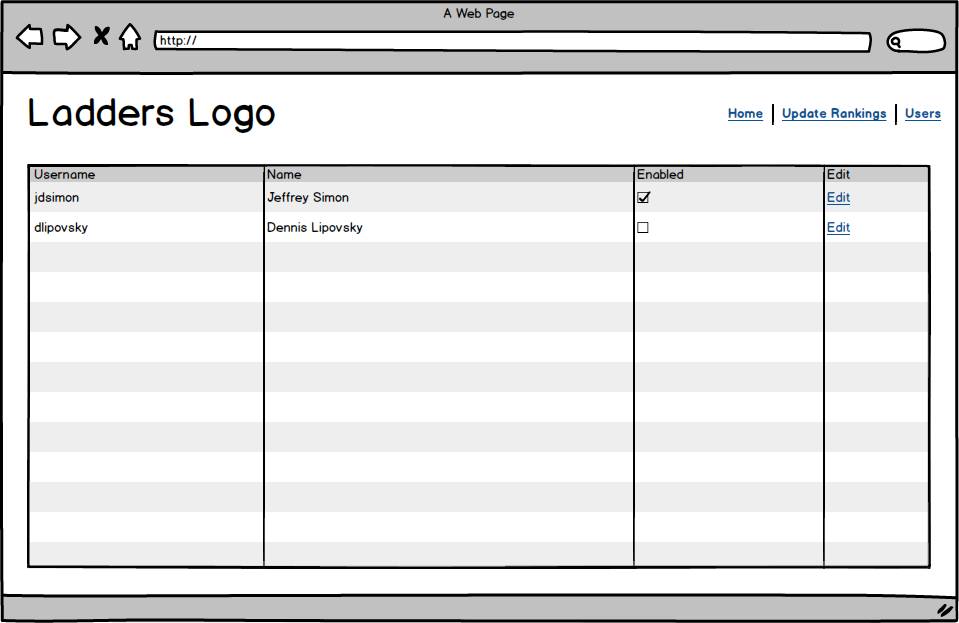 A Web Page
http://
Ladders Logo
Home Update Rankings Users
Username Name Enabled Edit
jdsimon Jeffrey Simon Edit
dlipovsky Dennis Lipovsky Edit